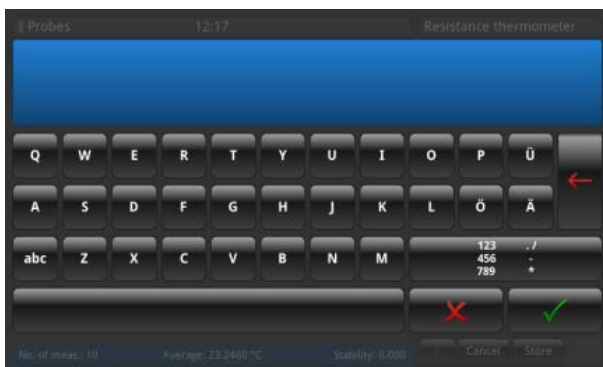 Probes 12:17 Resistance thermometer
Q W E R T Y U I O P Ü
A S D F G H J K L Ö Ä
abc Z X C V B N M 123 ./
456 -
789 *
No. of meas.: 10 Average: 23.2460 °C Stability: 0.000 Cancel Store